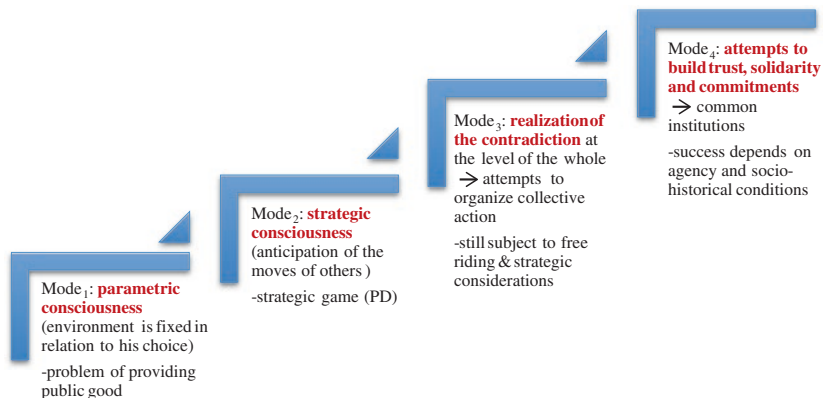 Mode₁: parametric
consciousness
(environment is fixed in
relation to his choice)
-problem of providing
public good
Mode₂: strategic
consciousness
(anticipation of the
moves of others )
-strategic game (PD)
Mode₃: realization of
the contradiction at
the level of the whole
→ attempts to
organize collective
action
-still subject to free
riding & strategic
considerations
Mode₄: attempts to
build trust, solidarity
and commitments
→ common
institutions
-success depends on
agency and socio-
historical conditions